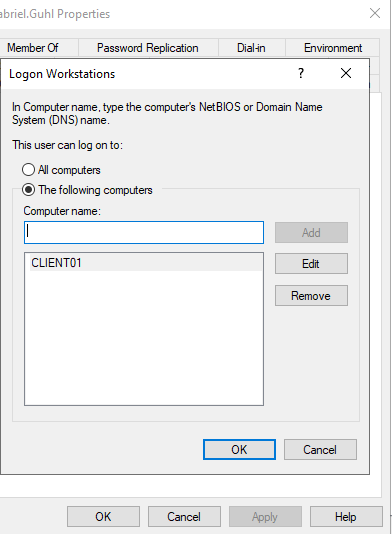 abriel.Guhl Properties
Member Of Password Replication Dial-in Environment
Logon Workstations
In Computer name, type the computer's NetBIOS or Domain Name
System (DNS) name.
This user can log on to:
All computers
The following computers
Computer name:
Add
CLIENT01
Edit
Remove
OK Cancel
OK Cancel Apply Help